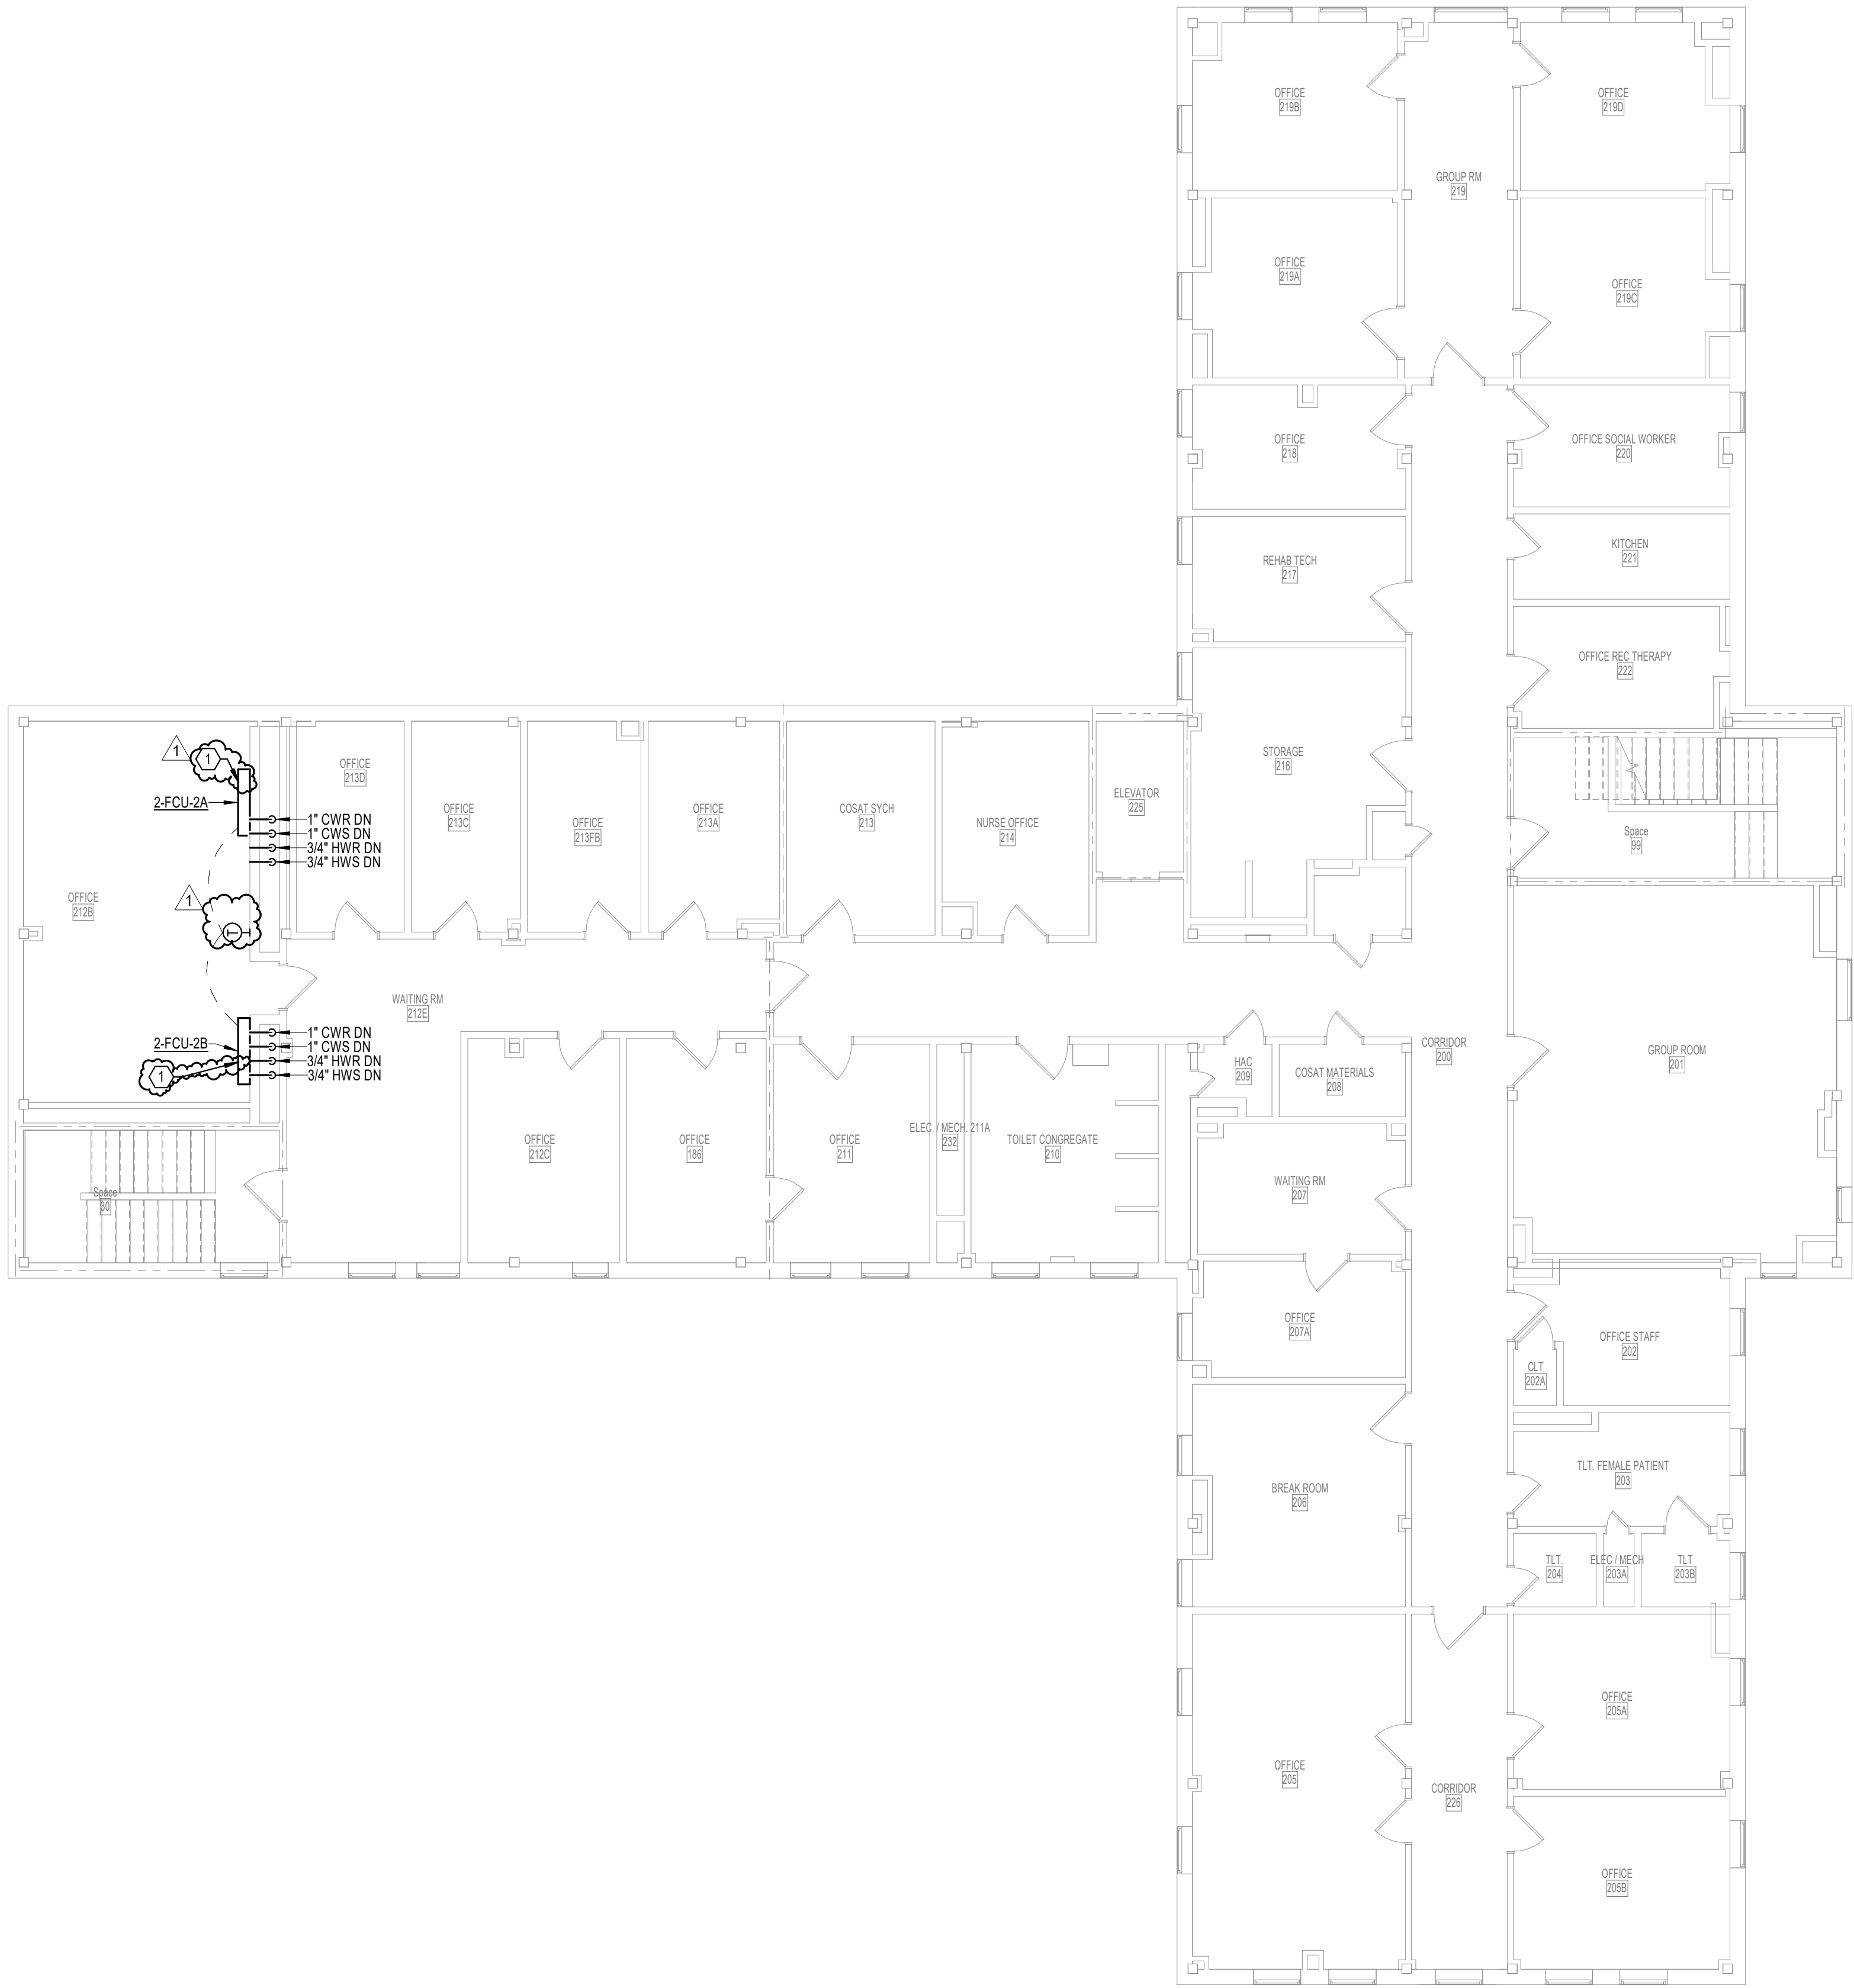 OFFICE
219B
OFFICE
219D
GROUP RM
219
OFFICE
219A
OFFICE
219C
OFFICE
218
OFFICE SOCIAL WORKER
220
REHAB TECH
217
KITCHEN
221
OFFICE REC THERAPY
222
STORAGE
216
ELEVATOR
225
Space
99
1
1
2-FCU-2A
1" CWR DN
1" CWS DN
3/4" HWR DN
3/4" HWS DN
OFFICE
213D
OFFICE
213C
OFFICE
213FB
OFFICE
213A
COSAT SYCH
213
NURSE OFFICE
214
OFFICE
212B
1
T
WAITING RM
212E
2-FCU-2B
1
1" CWR DN
1" CWS DN
3/4" HWR DN
3/4" HWS DN
CORRIDOR
200
GROUP ROOM
201
HAC
209
COSAT MATERIALS
208
OFFICE
212C
OFFICE
186
OFFICE
211
ELEC. / MECH. 211A
232
TOILET CONGREGATE
210
WAITING RM
207
Space
30
OFFICE
207A
OFFICE STAFF
202
CLT
202A
BREAK ROOM
206
TLT. FEMALE PATIENT
203
TLT.
204
ELEC / MECH
203A
TLT
203B
OFFICE
205
OFFICE
205A
CORRIDOR
226
OFFICE
205B